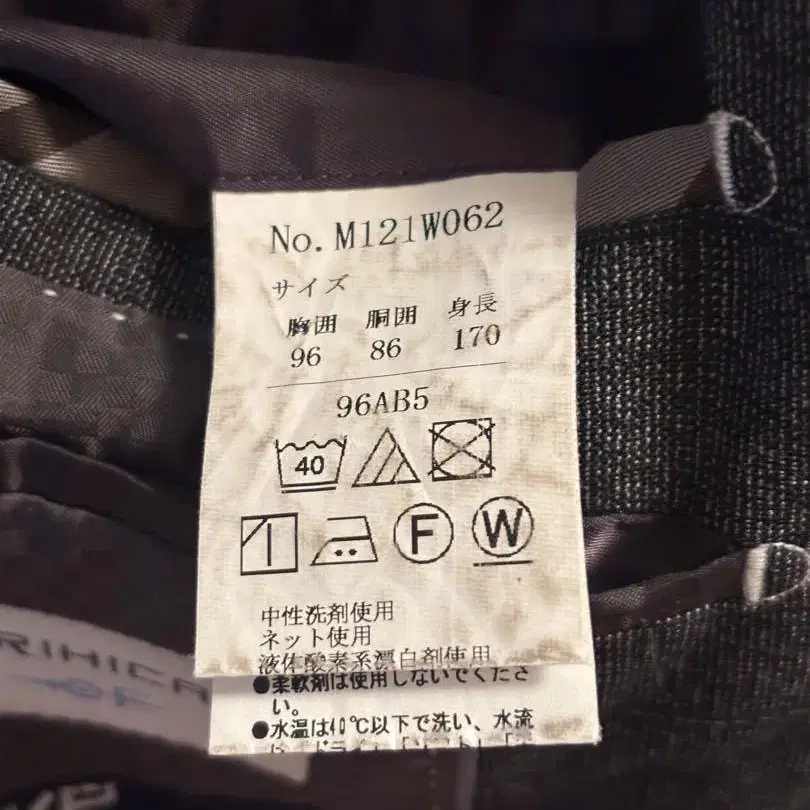 No. M121W062
サイズ
胸囲 胴囲 身長
96 86 170
96AB5
40
F W
中性洗剤使用
ネット使用
液体酸素系漂白剤使用
●柔軟剤は使用しないでくださ
い。
●水温は40℃以下で洗い、水流
RIHICA